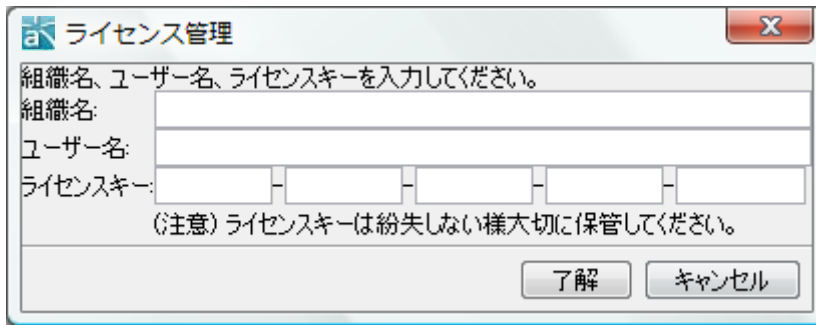 ライセンス管理
組織名、ユーザー名、ライセンスキーを入力してください。
組織名:
ユーザー名:
ライセンスキー: - - - -
(注意) ライセンスキーは紛失しない様大切に保管してください。
了解 キャンセル